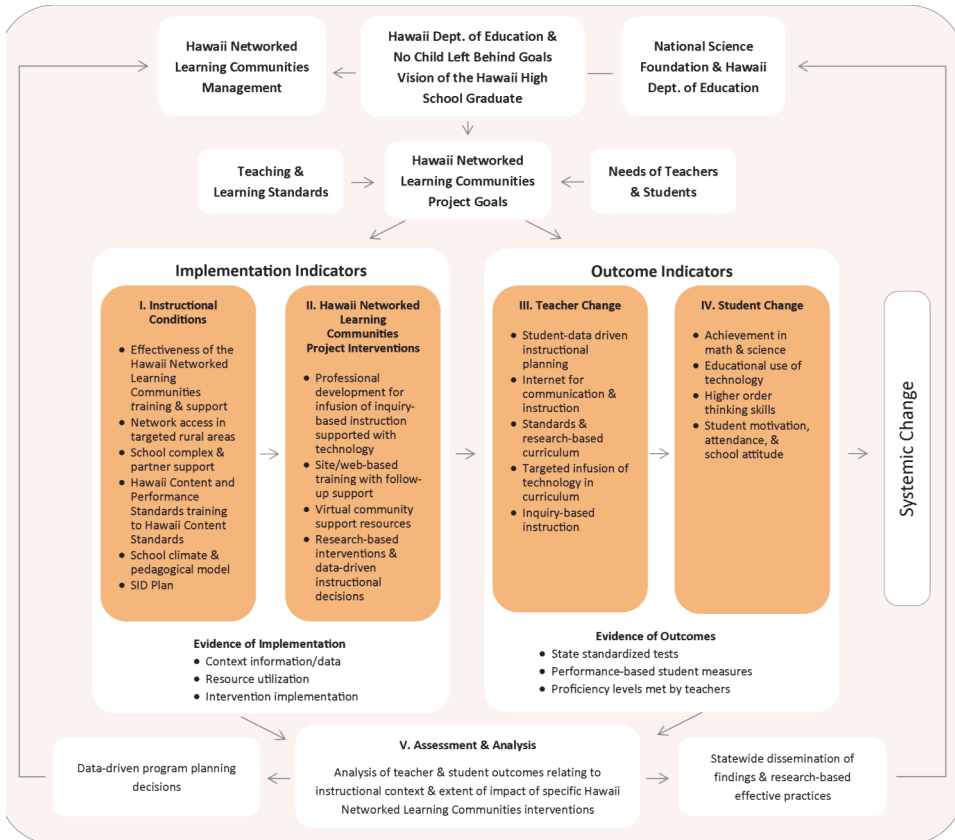 Hawaii Networked
Learning Communities
Management
Hawaii Dept. of Education &
No Child Left Behind Goals
Vision of the Hawaii High
School Graduate
National Science
Foundation & Hawaii
Dept. of Education
Teaching &
Learning Standards
Hawaii Networked
Learning Communities
Project Goals
Needs of Teachers
& Students
Implementation Indicators
I. Instructional
Conditions
• Effectiveness of the
Hawaii Networked
Learning
Communities
training & support
• Network access in
targeted rural areas
• School complex &
partner support
• Hawaii Content and
Performance
Standards training
to Hawaii Content
Standards
• School climate &
pedagogical model
• SID Plan
II. Hawaii Networked
Learning
Communities
Project Interventions
• Professional
development for
infusion of inquiry-
based instruction
supported with
technology
• Site/web-based
training with follow-
up support
• Virtual community
support resources
• Research-based
interventions &
data-driven
instructional
decisions
Evidence of Implementation
• Context information/data
• Resource utilization
• Intervention implementation
Outcome Indicators
III. Teacher Change
• Student-data driven
instructional
planning
• Internet for
communication &
instruction
• Standards &
research-based
curriculum
• Targeted infusion of
technology in
curriculum
• Inquiry-based
instruction
IV. Student Change
• Achievement in
math & science
• Educational use of
technology
• Higher order
thinking skills
• Student motivation,
attendance, &
school attitude
Evidence of Outcomes
• State standardized tests
• Performance-based student measures
• Proficiency levels met by teachers
Systemic Change
Data-driven program planning
decisions
V. Assessment & Analysis
Analysis of teacher & student outcomes relating to
instructional context & extent of impact of specific Hawaii
Networked Learning Communities interventions
Statewide dissemination of
findings & research-based
effective practices